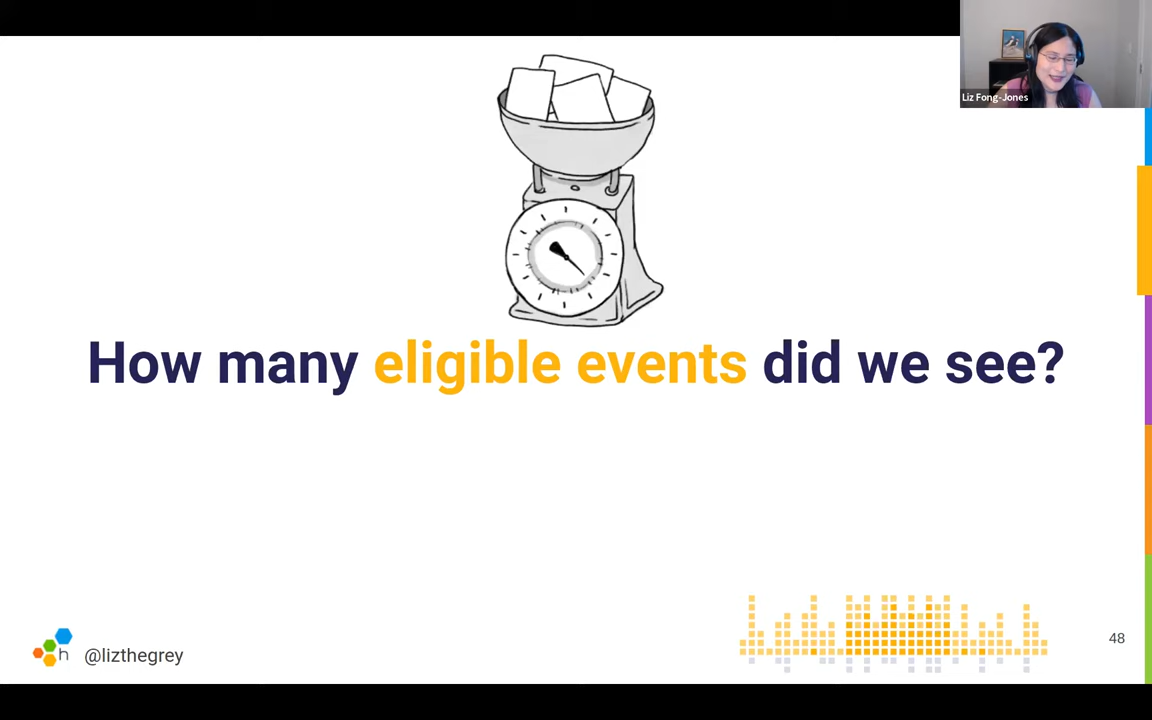 Liz Fong-Jones
How many eligible events did we see?
h
@lizthegrey
48